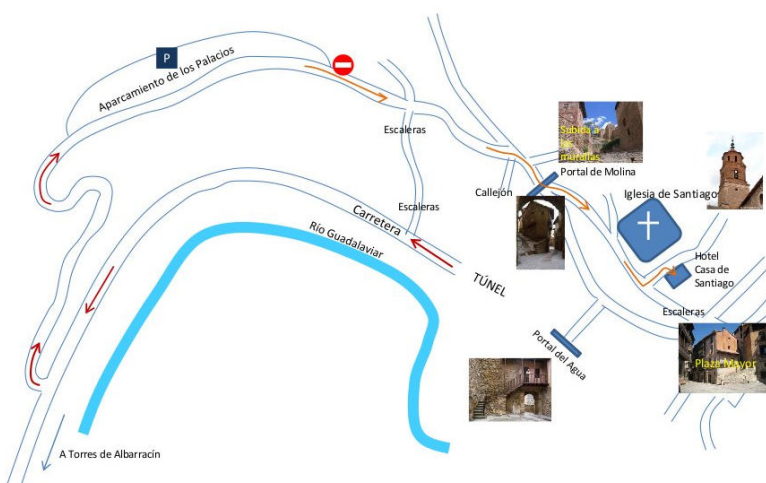 P
Aparcamiento de los Palacios
Escaleras
Subida a
las
murallas
Portal de Molina
Callejón
Iglesia de Santiago
Escaleras
Carretera
Río Guadalaviar
TÚNEL
Hotel
Casa de
Santiago
Escaleras
Portal del Agua
Plaza Mayor
A Torres de Albarracín